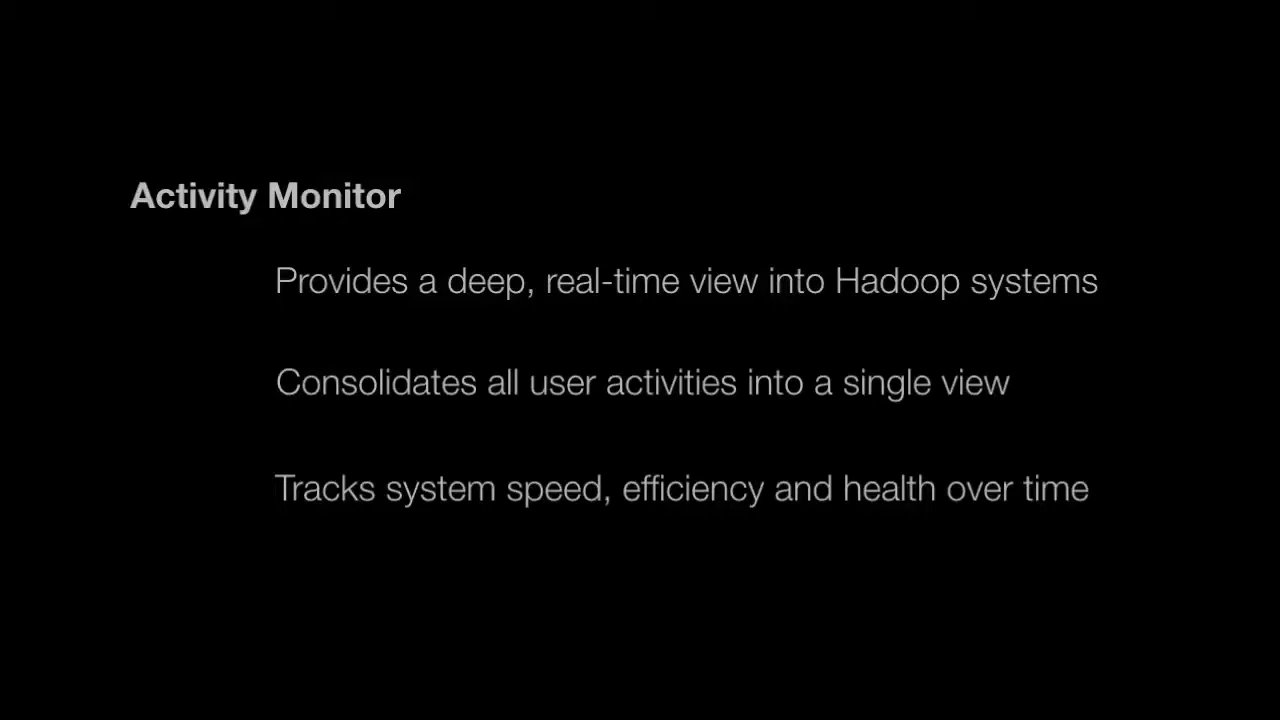 Activity Monitor
Provides a deep, real-time view into Hadoop systems
Consolidates all user activities into a single view
Tracks system speed, efficiency and health over time